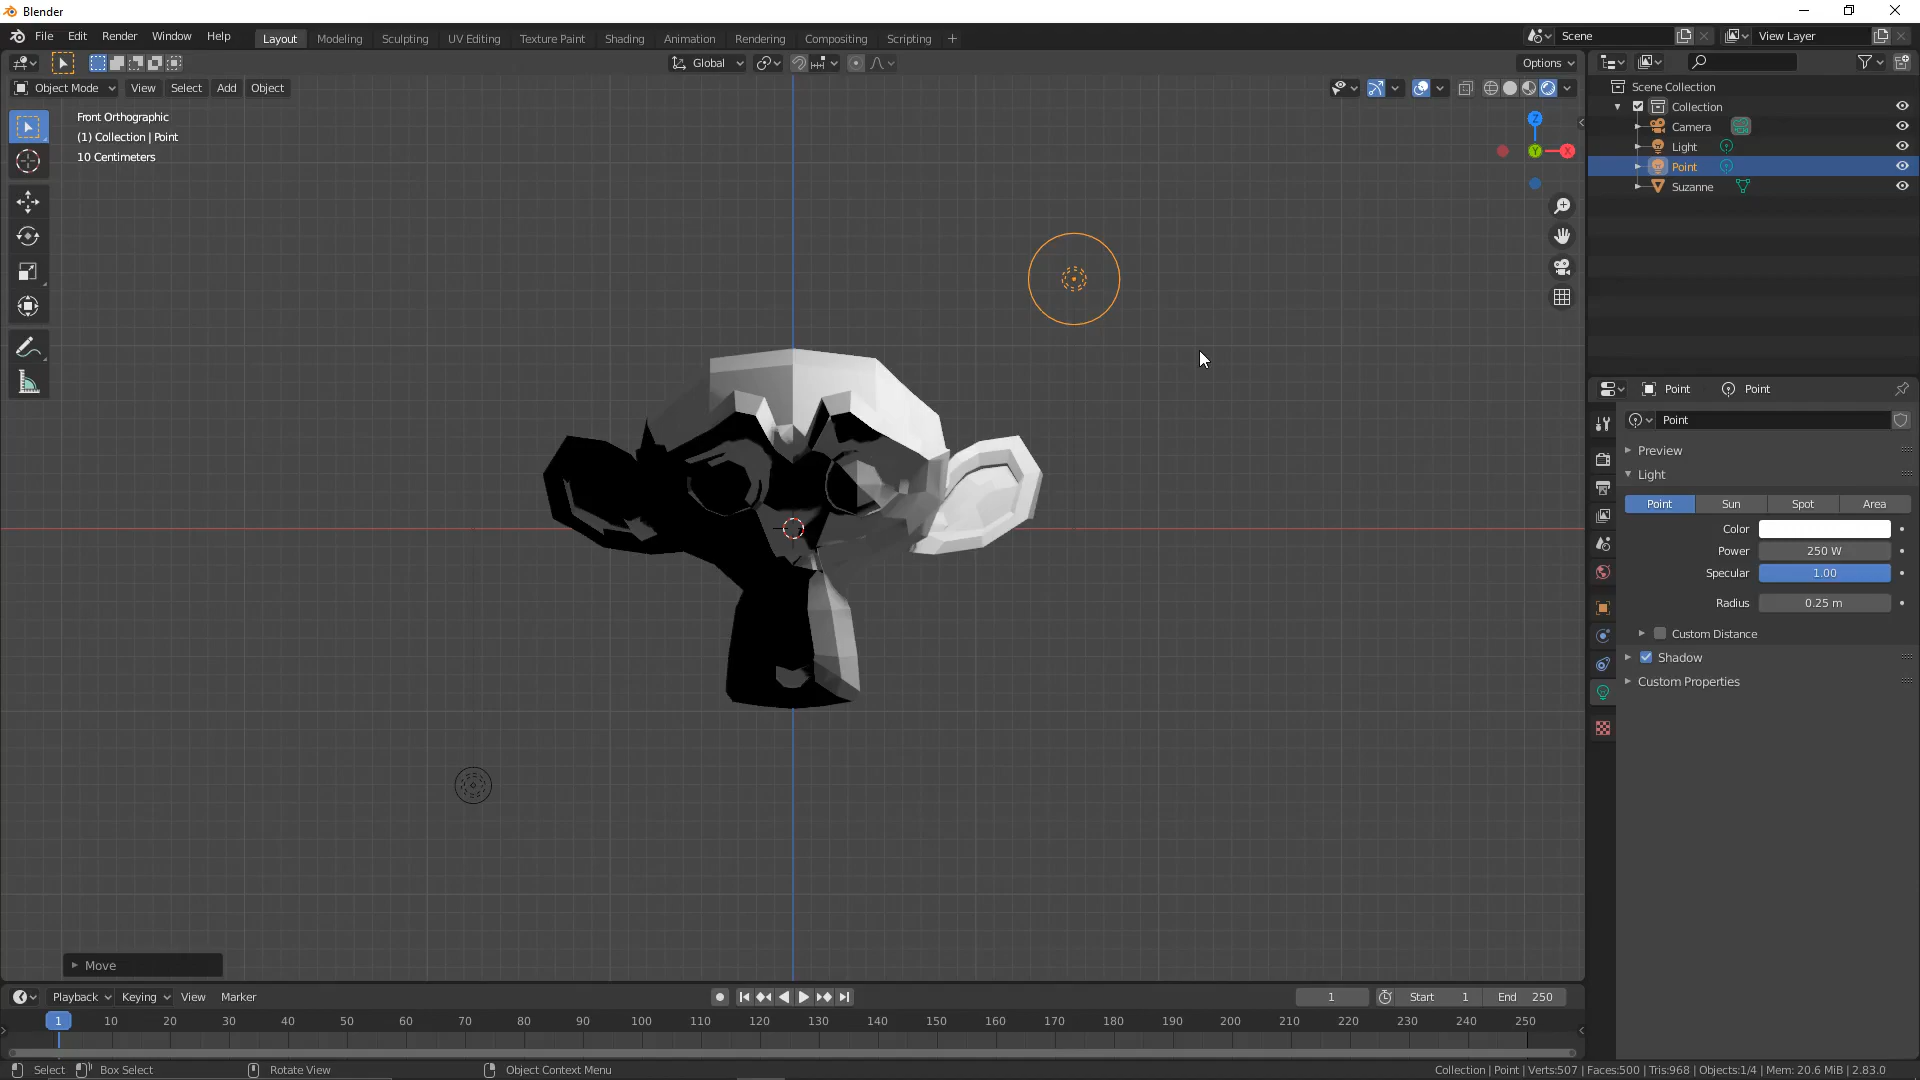 Blender
File Edit Render Window Help Layout Modeling Sculpting UV Editing Texture Paint Shading Animation Rendering Compositing Scripting + Scene View Layer
Global Options
Object Mode View Select Add Object
Front Orthographic
(1) Collection | Point
10 Centimeters
Z
Y X
Scene Collection
Collection
Camera
Light
Point
Suzanne
Point Point
Point
Preview
Light
Point Sun Spot Area
Color
Power 250 W
Specular 1.00
Radius 0.25 m
Custom Distance
Shadow
Custom Properties
Move
Playback Keying View Marker 1 Start 1 End 250
1 10 20 30 40 50 60 70 80 90 100 110 120 130 140 150 160 170 180 190 200 210 220 230 240 250
Select Box Select Rotate View Object Context Menu Collection | Point | Verts:507 | Faces:500 | Tris:968 | Objects:1/4 | Mem: 20.6 MiB | 2.83.0